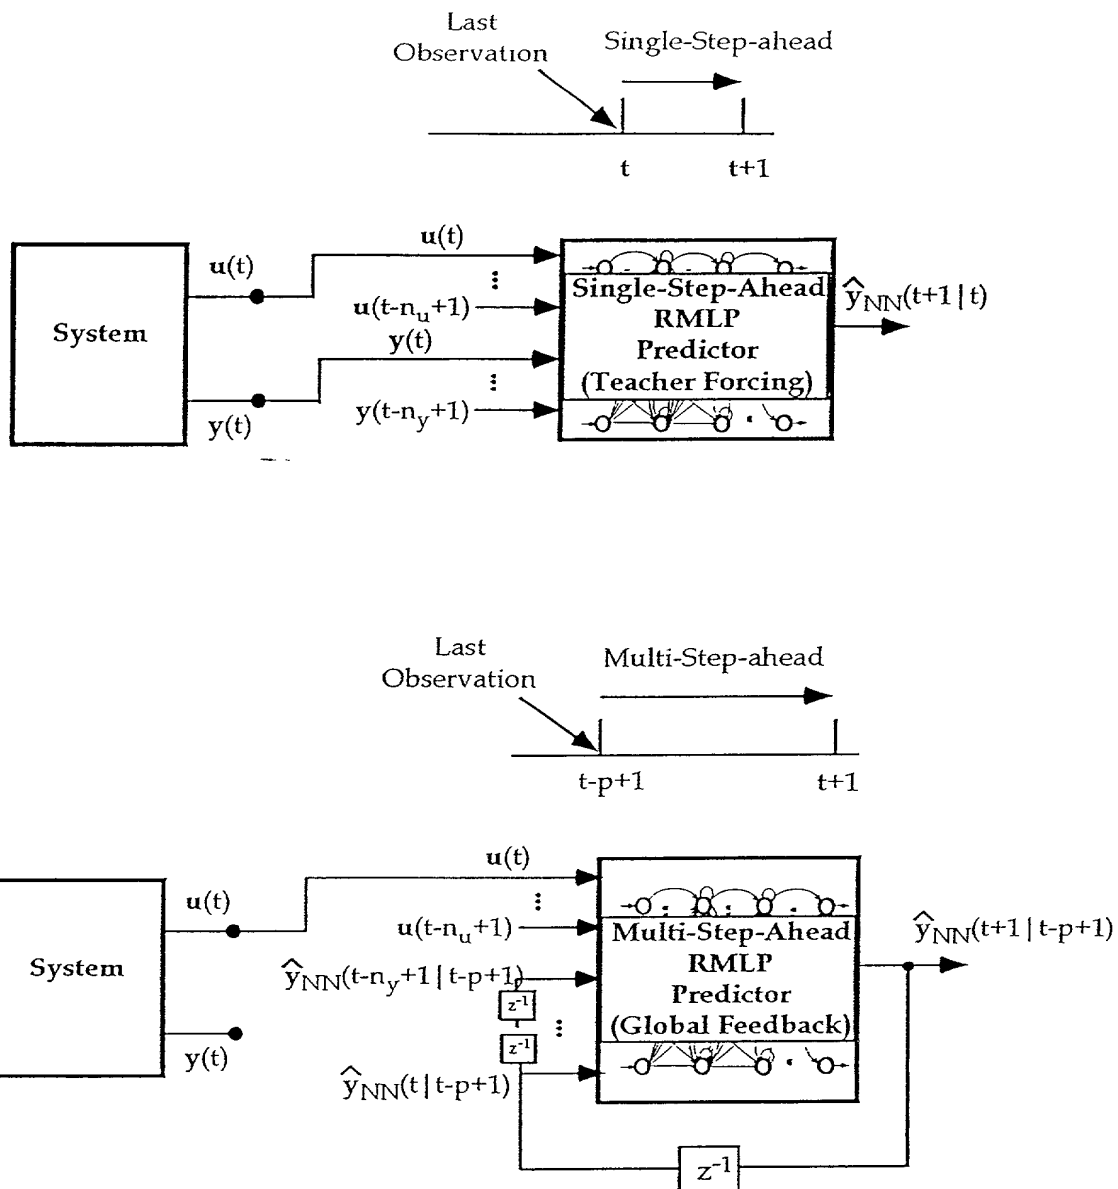 Last
Observation
Single-Step-ahead
t
t+1
System
u(t)
y(t)
u(t)
u(t-n_u+1)
y(t)
y(t-n_y+1)
Single-Step-Ahead
RMLP
Predictor
(Teacher Forcing)
ŷ_NN(t+1|t)
Last
Observation
Multi-Step-ahead
t-p+1
t+1
System
u(t)
y(t)
u(t)
u(t-n_u+1)
ŷ_NN(t-n_y+1|t-p+1)
z⁻¹
z⁻¹
ŷ_NN(t|t-p+1)
Multi-Step-Ahead
RMLP
Predictor
(Global Feedback)
ŷ_NN(t+1|t-p+1)
z⁻¹